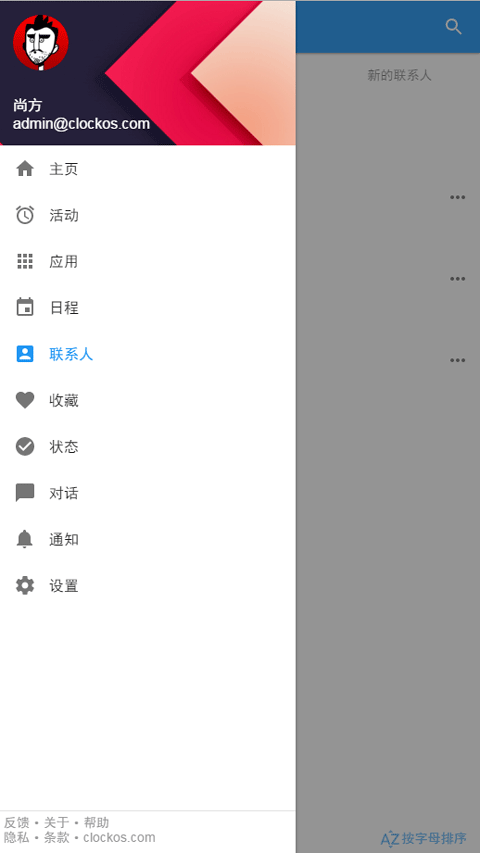 尚方
admin@clockos.com
新的联系人
主页
活动
应用
日程
联系人
收藏
状态
对话
通知
设置
反馈 • 关于 • 帮助
隐私 • 条款 • clockos.com
AZ 按字母排序